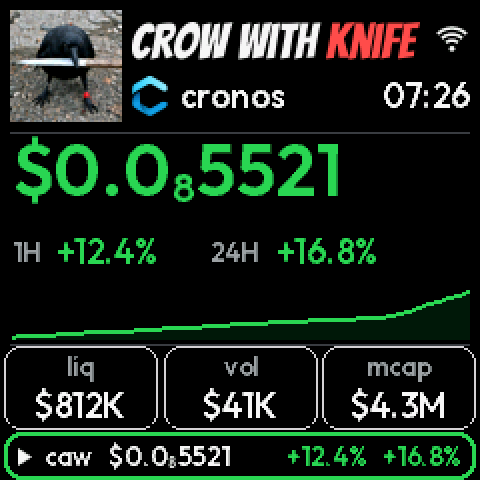 CROW WITH KNIFE
cronos 07:26
$0.0₈5521
1H +12.4% 24H +16.8%
liq vol mcap
$812K $41K $4.3M
caw $0.0₈5521 +12.4% +16.8%